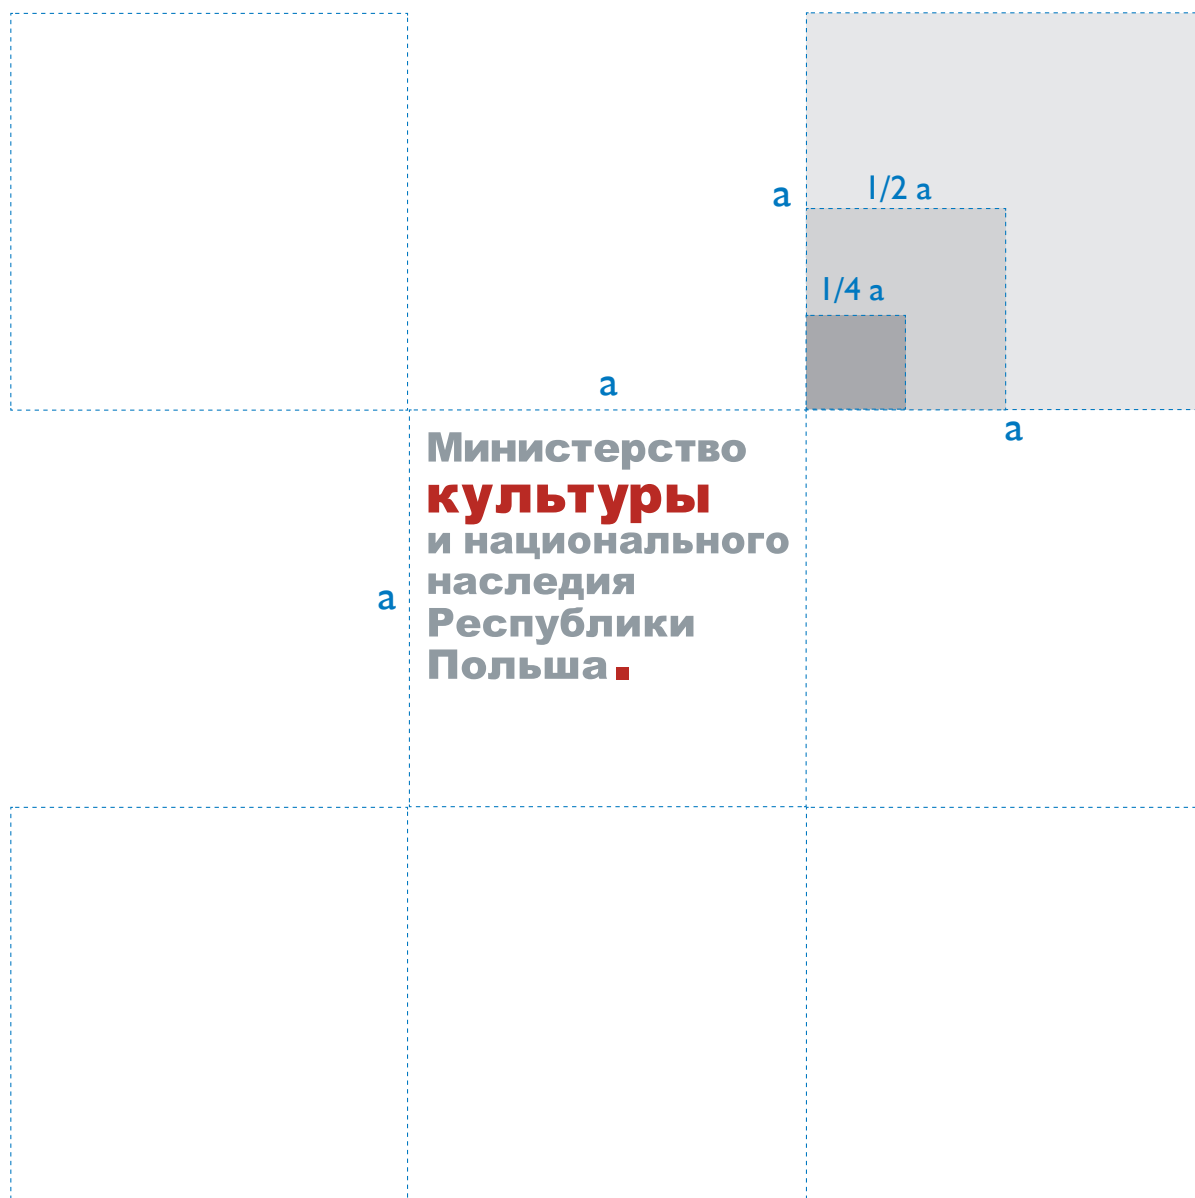 a
1/2 a
1/4 a
a
a
Министерство
культуры
и национального
наследия
Республики
Польша.
a